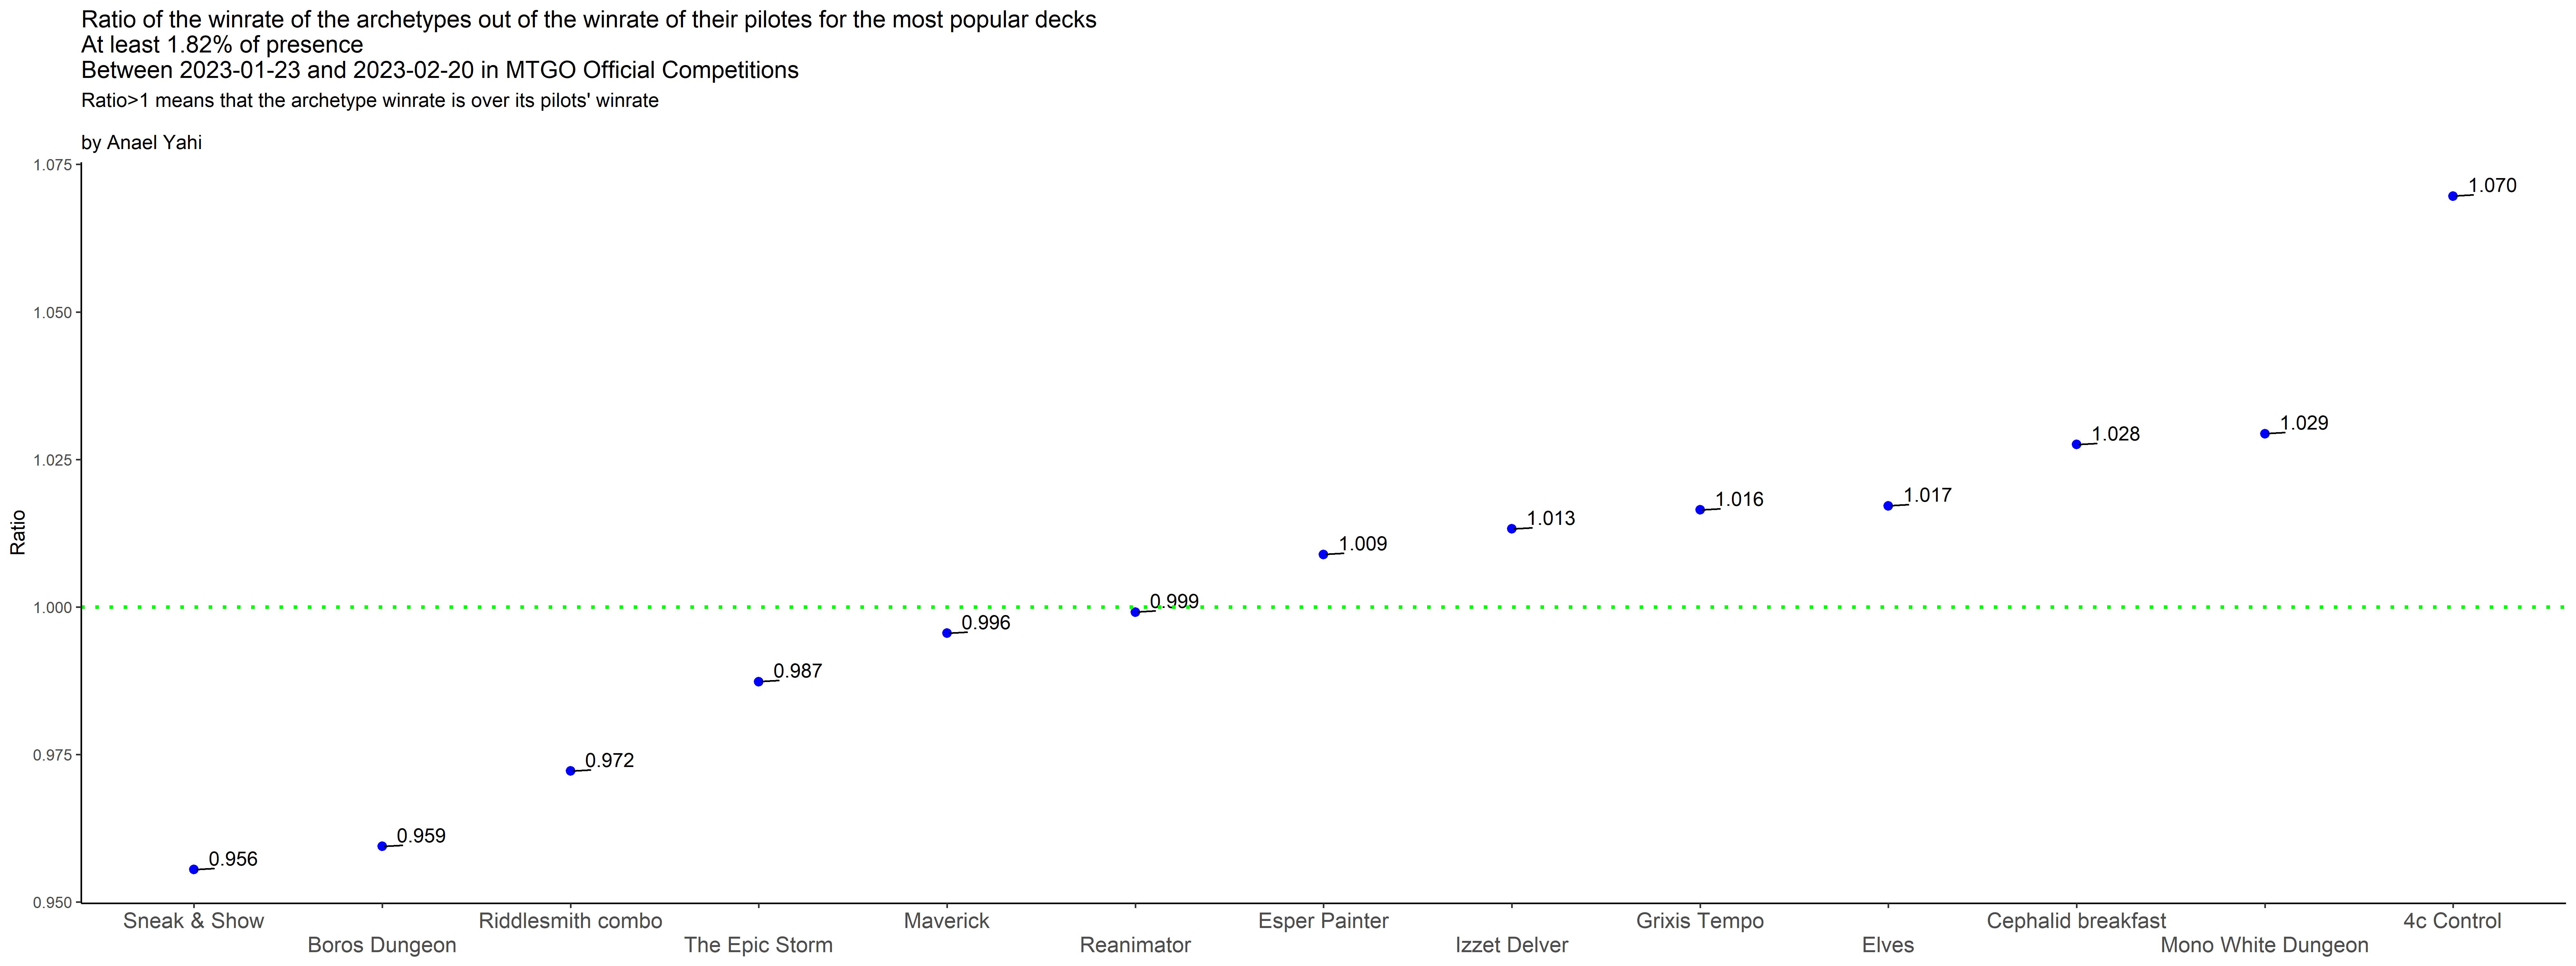 Ratio of the winrate of the archetypes out of the winrate of their pilotes for the most popular decks
At least 1.82% of presence
Between 2023-01-23 and 2023-02-20 in MTGO Official Competitions
Ratio>1 means that the archetype winrate is over its pilots' winrate
by Anael Yahi
1.075
1.050
1.025
1.000
0.975
0.950
Ratio
0.956
0.959
0.972
0.987
0.996
0.999
1.009
1.013
1.016
1.017
1.028
1.029
1.070
Sneak & Show
Boros Dungeon
Riddlesmith combo
The Epic Storm
Maverick
Reanimator
Esper Painter
Izzet Delver
Grixis Tempo
Elves
Cephalid breakfast
Mono White Dungeon
4c Control